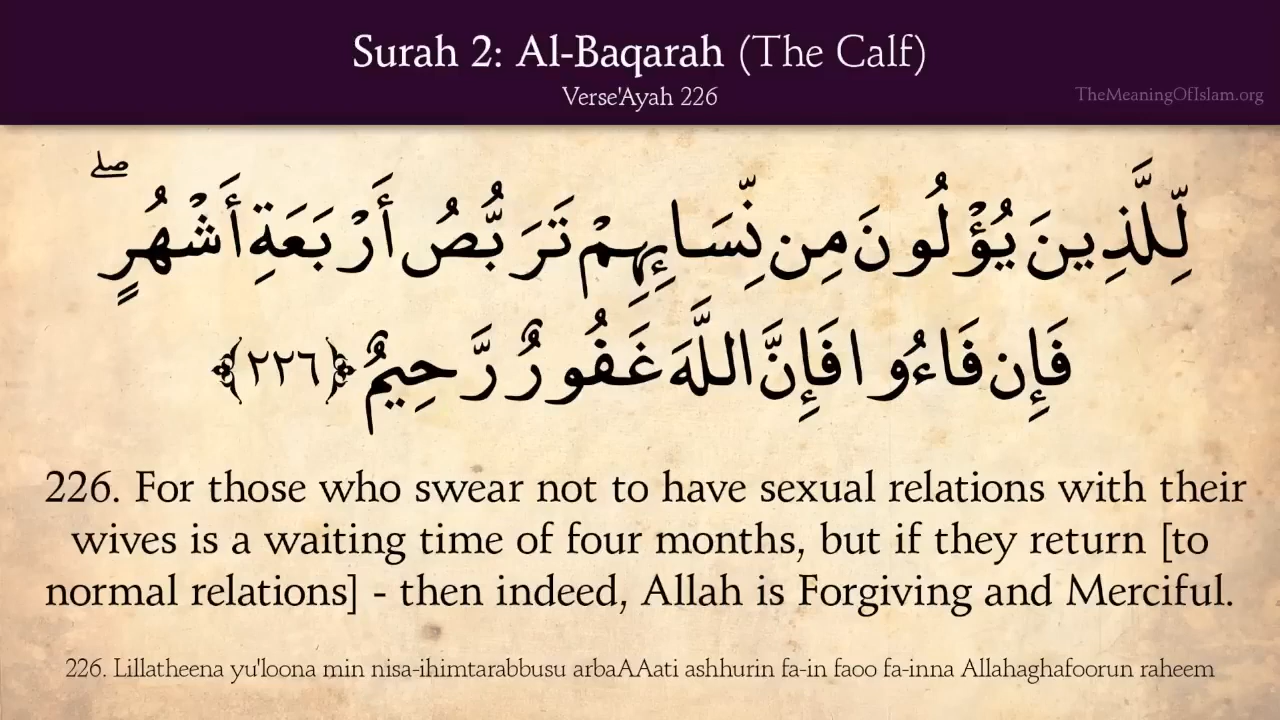 Surah 2: Al-Baqarah (The Calf)
Verse'Ayah 226
TheMeaningOfIslam.org
لِّلَّذِينَ يُؤْلُونَ مِن نِّسَايِٕهِمْ تَرَبُّصُ أَرْبَعَةِ أَشْهُرٍ ۖ
فَإِن فَاءُوا فَإِنَّ اللَّهَ غَفُورٌ رَّحِيمٌ ﴿٢٢٦﴾
226. For those who swear not to have sexual relations with their
wives is a waiting time of four months, but if they return [to
normal relations] - then indeed, Allah is Forgiving and Merciful.
226. Lillatheena yu'loona min nisa-ihimtarabbusu arbaAAati ashhurin fa-in faoo fa-inna Allahaghafoorun raheem